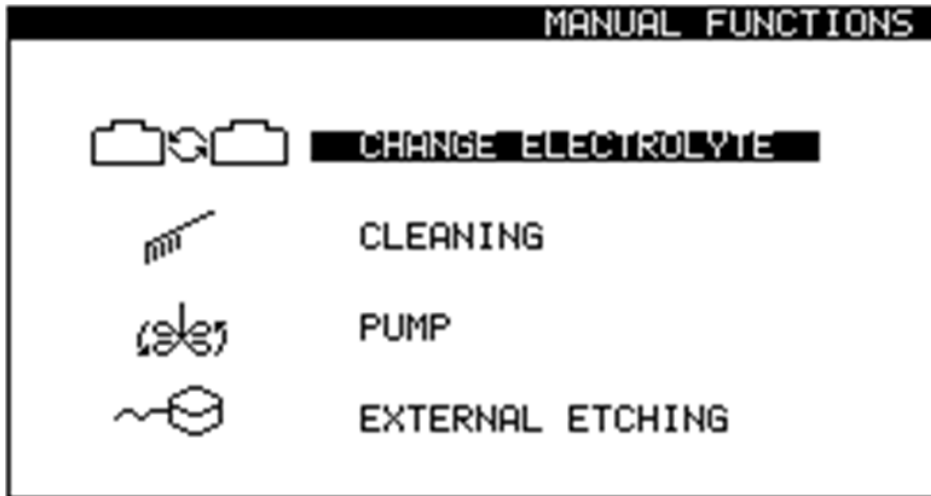 MANUAL FUNCTIONS
CHANGE ELECTROLYTE
CLEANING
PUMP
EXTERNAL ETCHING